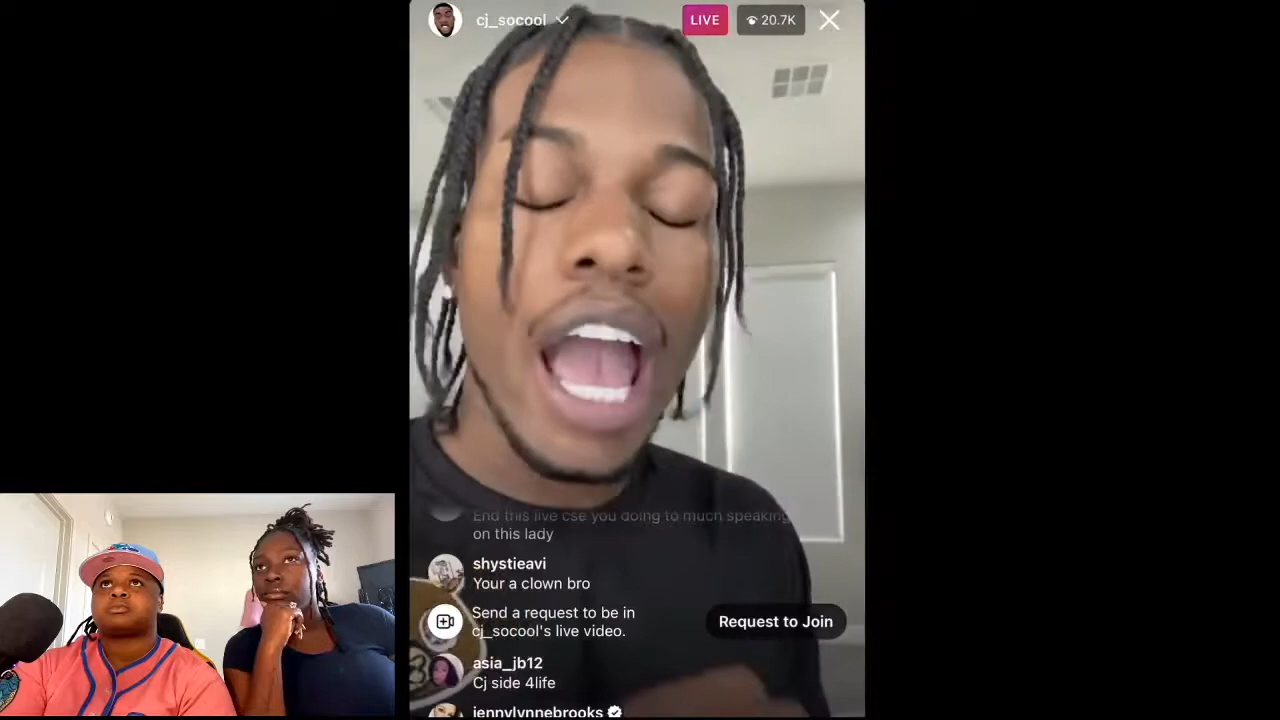 cj_socool
LIVE
20.7K
End this live cse you doing to much speaking
on this lady
shystieavi
Your a clown bro
Send a request to be in
cj_socool's live video.
Request to Join
asia_jb12
Cj side 4life
jennylynnebrooks